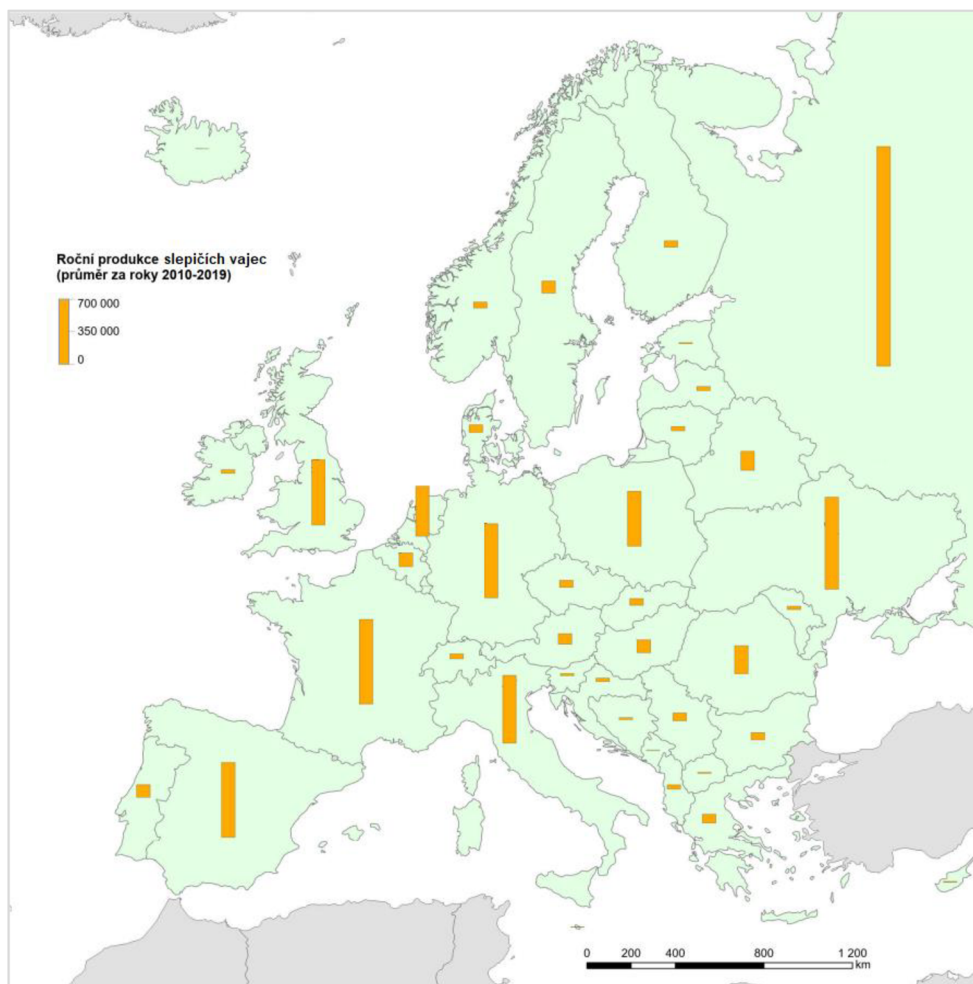 Roční produkce slepičích vajec
(průměr za roky 2010-2019)
700 000
350 000
0
0 200 400 800 1 200
km